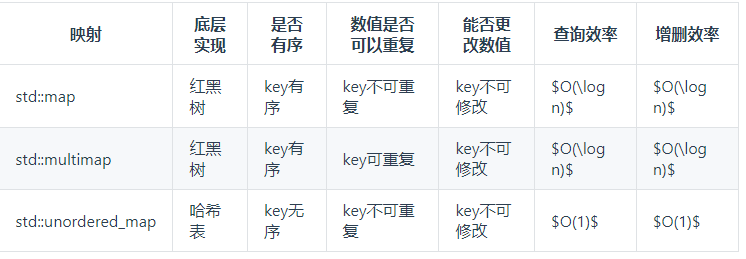 映射 底层 是否 数值是否 能否更 查询效率 增删效率
实现 有序 可以重复 改数值
std::map 红黑 key有 key不可重 key不可 $O(\log $O(\log
树 序 复 修改 n)$ n)$
std::multimap 红黑 key有 key可重复 key不可 $O(\log $O(\log
树 序 修改 n)$ n)$
std::unordered_map 哈希 key无 key不可重 key不可 $O(1)$ $O(1)$
表 序 复 修改